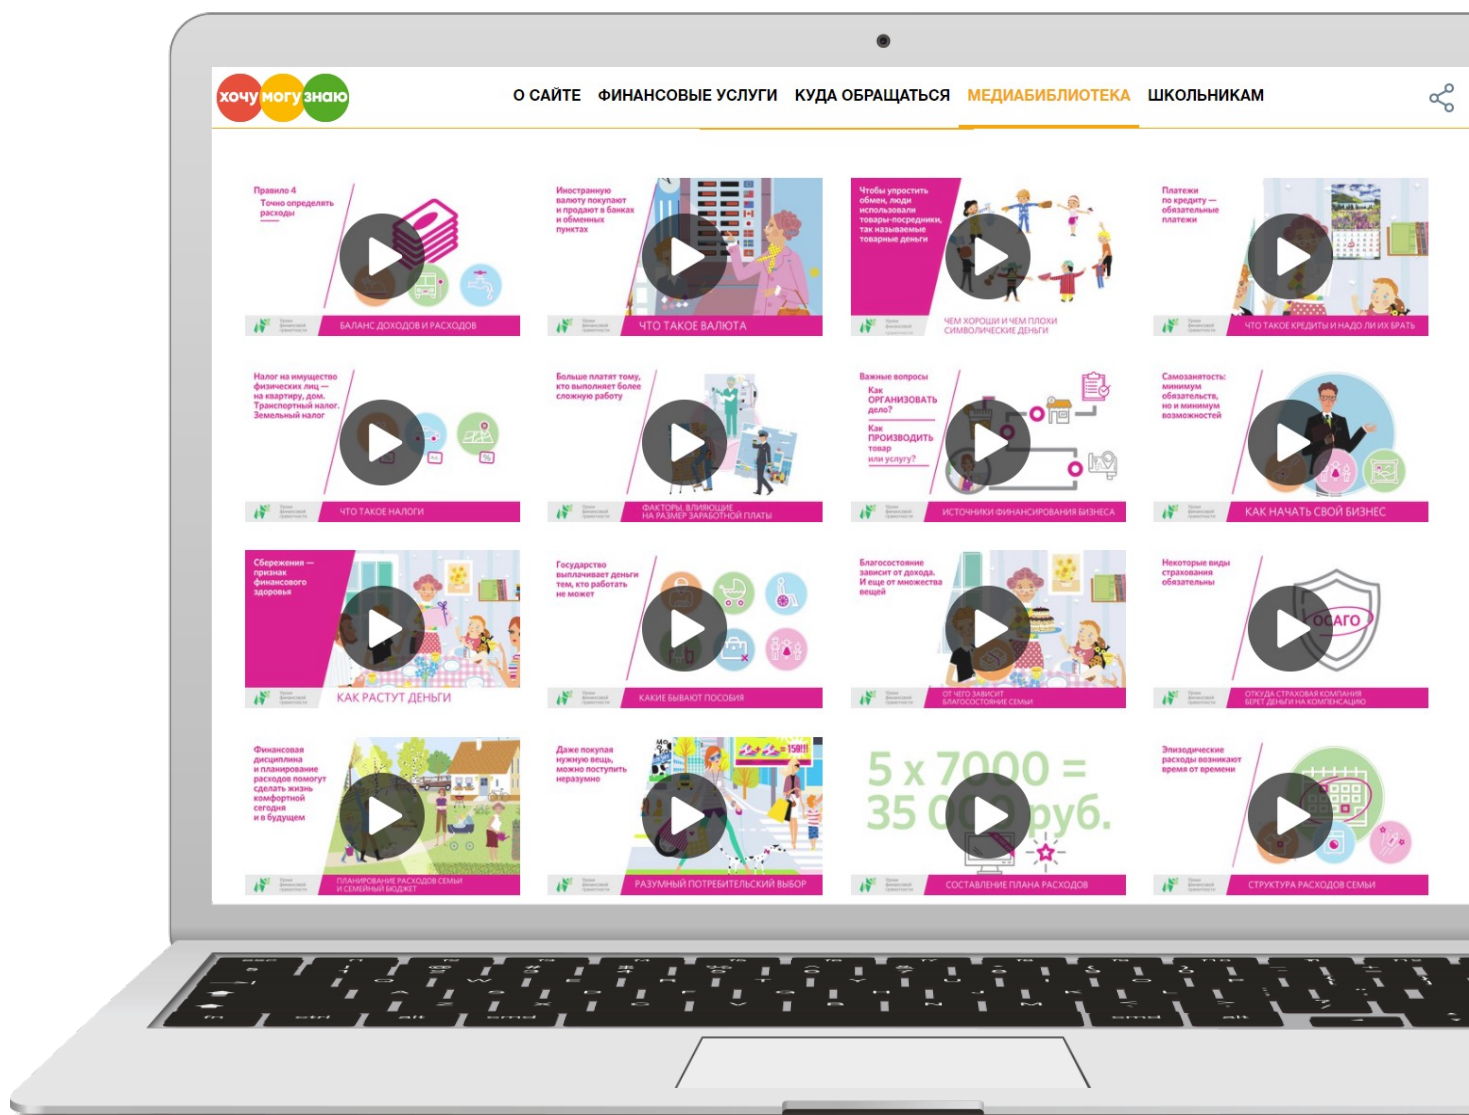 хочу могу знаю
О САЙТЕ ФИНАНСОВЫЕ УСЛУГИ КУДА ОБРАЩАТЬСЯ МЕДИАБИБЛИОТЕКА ШКОЛЬНИКАМ
Правило 4
Точно определять
расходы
БАЛАНС ДОХОДОВ И РАСХОДОВ
Иностранную
валюту покупают
и продают в банках
и обменных
пунктах
ЧТО ТАКОЕ ВАЛЮТА
Чтобы упростить
обмен, люди
использовали
товары-посредники,
так называемые
товарные деньги
ЧЕМ ХОРОШИ И ЧЕМ ПЛОХИ
СИМВОЛИЧЕСКИЕ ДЕНЬГИ
Платежи
по кредиту —
обязательные
платежи
ЧТО ТАКОЕ КРЕДИТЫ И НАДО ЛИ ИХ БРАТЬ
Налог на имущество
физических лиц —
на квартиру, дом.
Транспортный налог.
Земельный налог
ЧТО ТАКОЕ НАЛОГИ
Больше платят тому,
кто выполняет более
сложную работу
ФАКТОРЫ, ВЛИЯЮЩИЕ
НА РАЗМЕР ЗАРАБОТНОЙ ПЛАТЫ
Важные вопросы
Как
ОРГАНИЗОВАТЬ
дело?
Как
ПРОИЗВОДИТЬ
товар
или услугу?
ИСТОЧНИКИ ФИНАНСИРОВАНИЯ БИЗНЕСА
Самозанятость:
минимум
обязательств,
но и минимум
возможностей
КАК НАЧАТЬ СВОЙ БИЗНЕС
Сбережения —
признак
финансового
здоровья
КАК РАСТУТ ДЕНЬГИ
Государство
выплачивает деньги
тем, кто работать
не может
КАКИЕ БЫВАЮТ ПОСОБИЯ
Благосостояние
зависит от дохода.
И еще от множества
вещей
ОТ ЧЕГО ЗАВИСИТ
БЛАГОСОСТОЯНИЕ СЕМЬИ
Некоторые виды
страхования
обязательны
ОСАГО
ОТКУДА СТРАХОВАЯ КОМПАНИЯ
БЕРЕТ ДЕНЬГИ НА КОМПЕНСАЦИЮ
Финансовая
дисциплина
и планирование
расходов помогут
сделать жизнь
комфортной
сегодня
и в будущем
ПЛАНИРОВАНИЕ РАСХОДОВ СЕМЬИ
И СЕМЕЙНЫЙ БЮДЖЕТ
Даже покупая
нужную вещь,
можно поступить
неразумно
= 159!!!
РАЗУМНЫЙ ПОТРЕБИТЕЛЬСКИЙ ВЫБОР
5 x 7000 =
35 000 руб.
СОСТАВЛЕНИЕ ПЛАНА РАСХОДОВ
Эпизодические
расходы возникают
время от времени
СТРУКТУРА РАСХОДОВ СЕМЬИ
fn ctrl alt cmd cmd alt